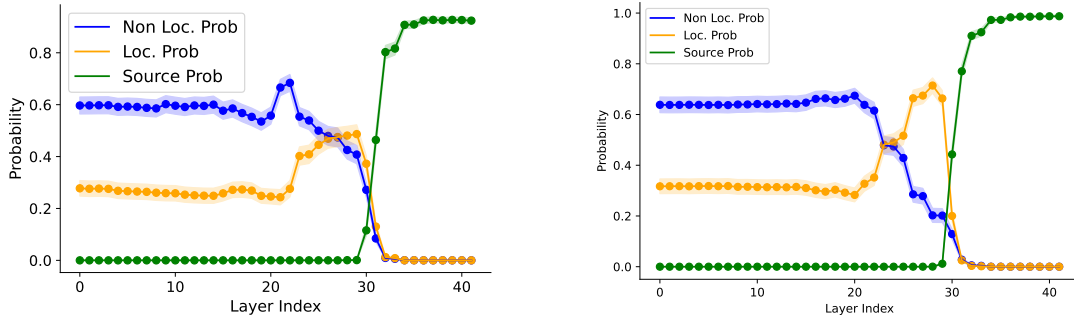 Non Loc. Prob
Loc. Prob
Source Prob
0.8
0.6
0.4
0.2
0.0
Probability
0 10 20 30 40
Layer Index
Non Loc. Prob
Loc. Prob
Source Prob
1.0
0.8
0.6
0.4
0.2
0.0
Probability
0 10 20 30 40
Layer Index